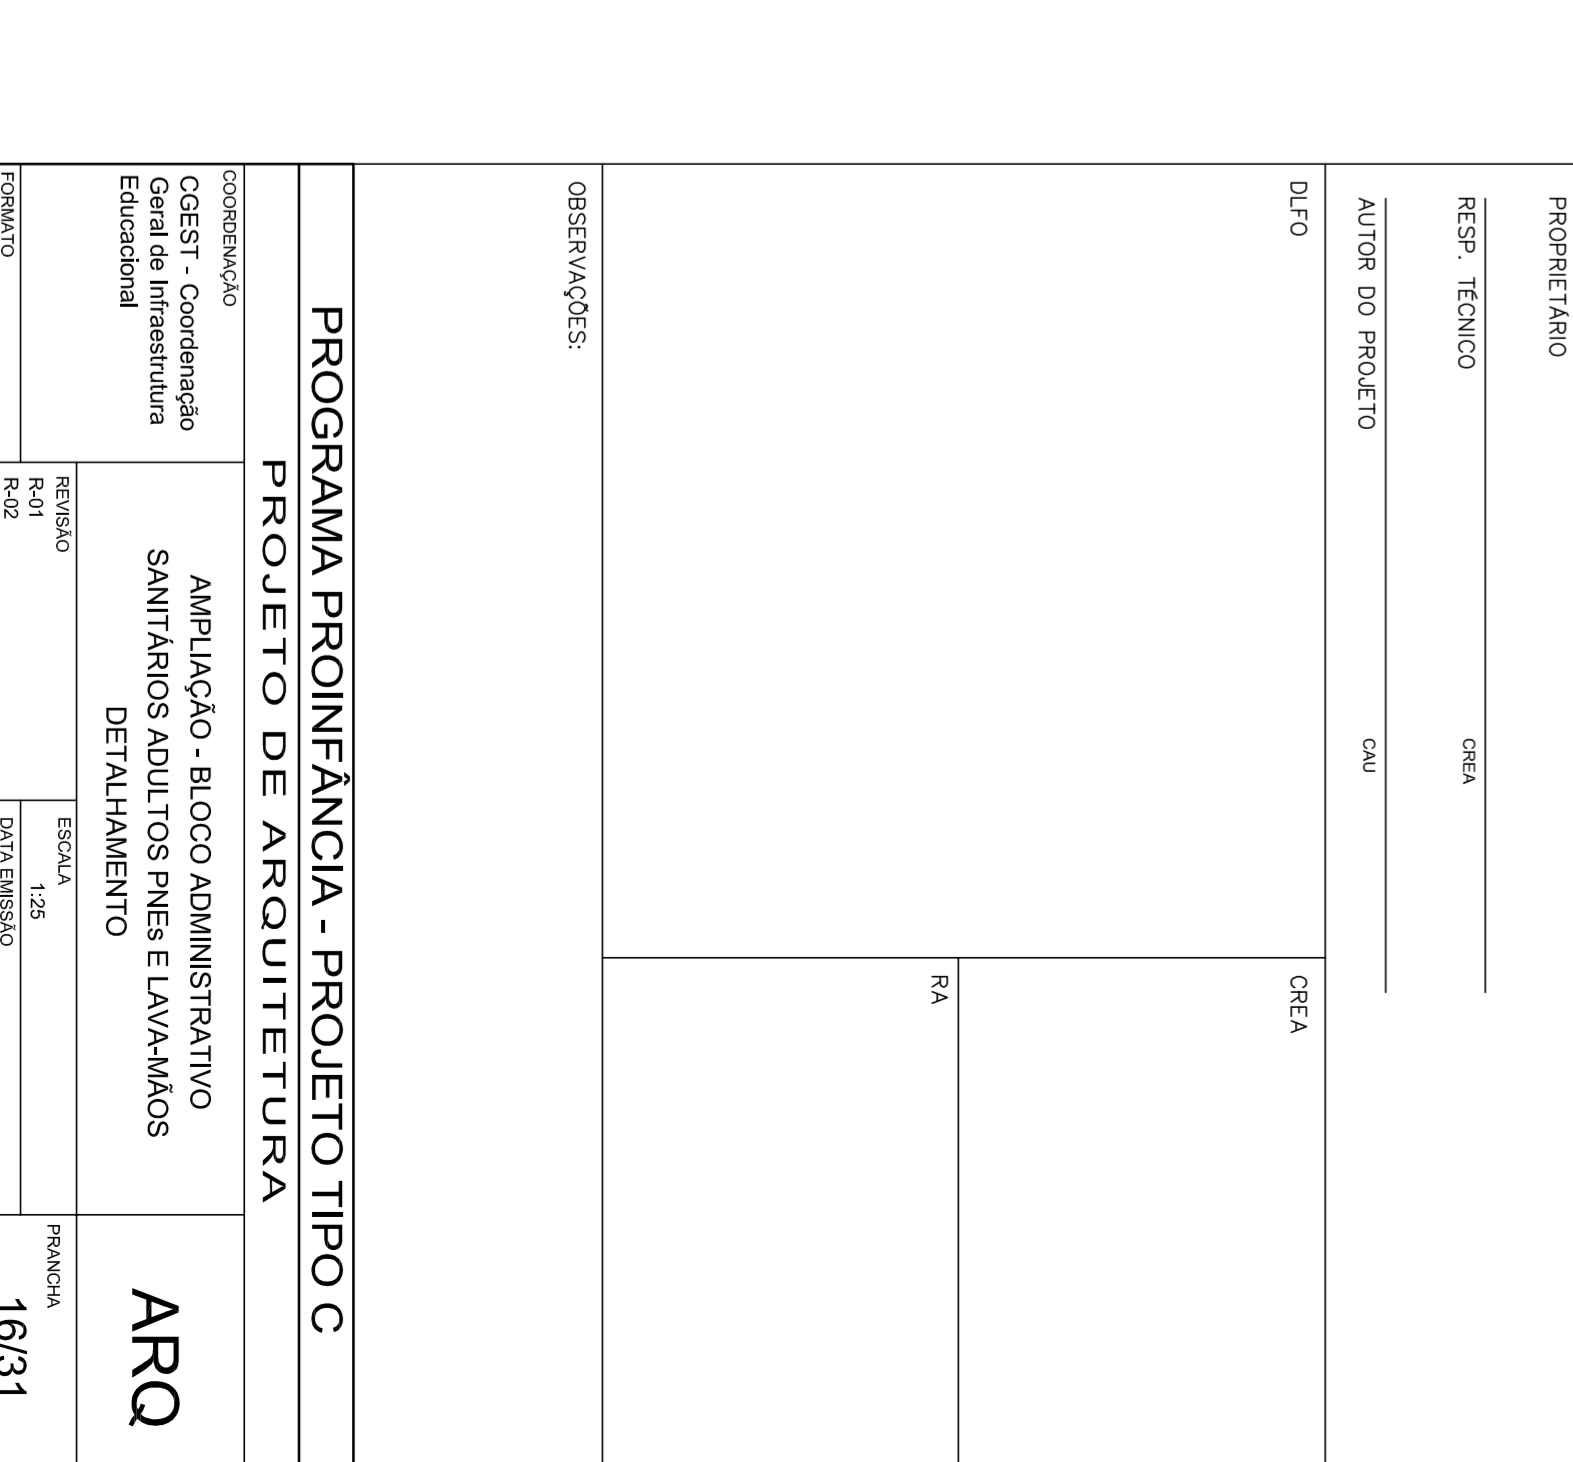 PROPRIETÁRIO
RESP. TÉCNICO
CREA
AUTOR DO PROJETO
CAU
DLFO
CREA
RA
OBSERVAÇÕES:
PROGRAMA PROINFÂNCIA - PROJETO TIPO C
PROJETO DE ARQUITETURA
COORDENAÇÃO
CGEST - Coordenação
Geral de Infraestrutura
Educacional
AMPLIAÇÃO - BLOCO ADMINISTRATIVO
SANITÁRIOS ADULTOS PNEs E LAVA-MÃOS
DETALHAMENTO
ARQ
REVISÃO
R-01
R-02
ESCALA
1:25
PRANCHA
16/31
FORMATO
DATA EMISSÃO